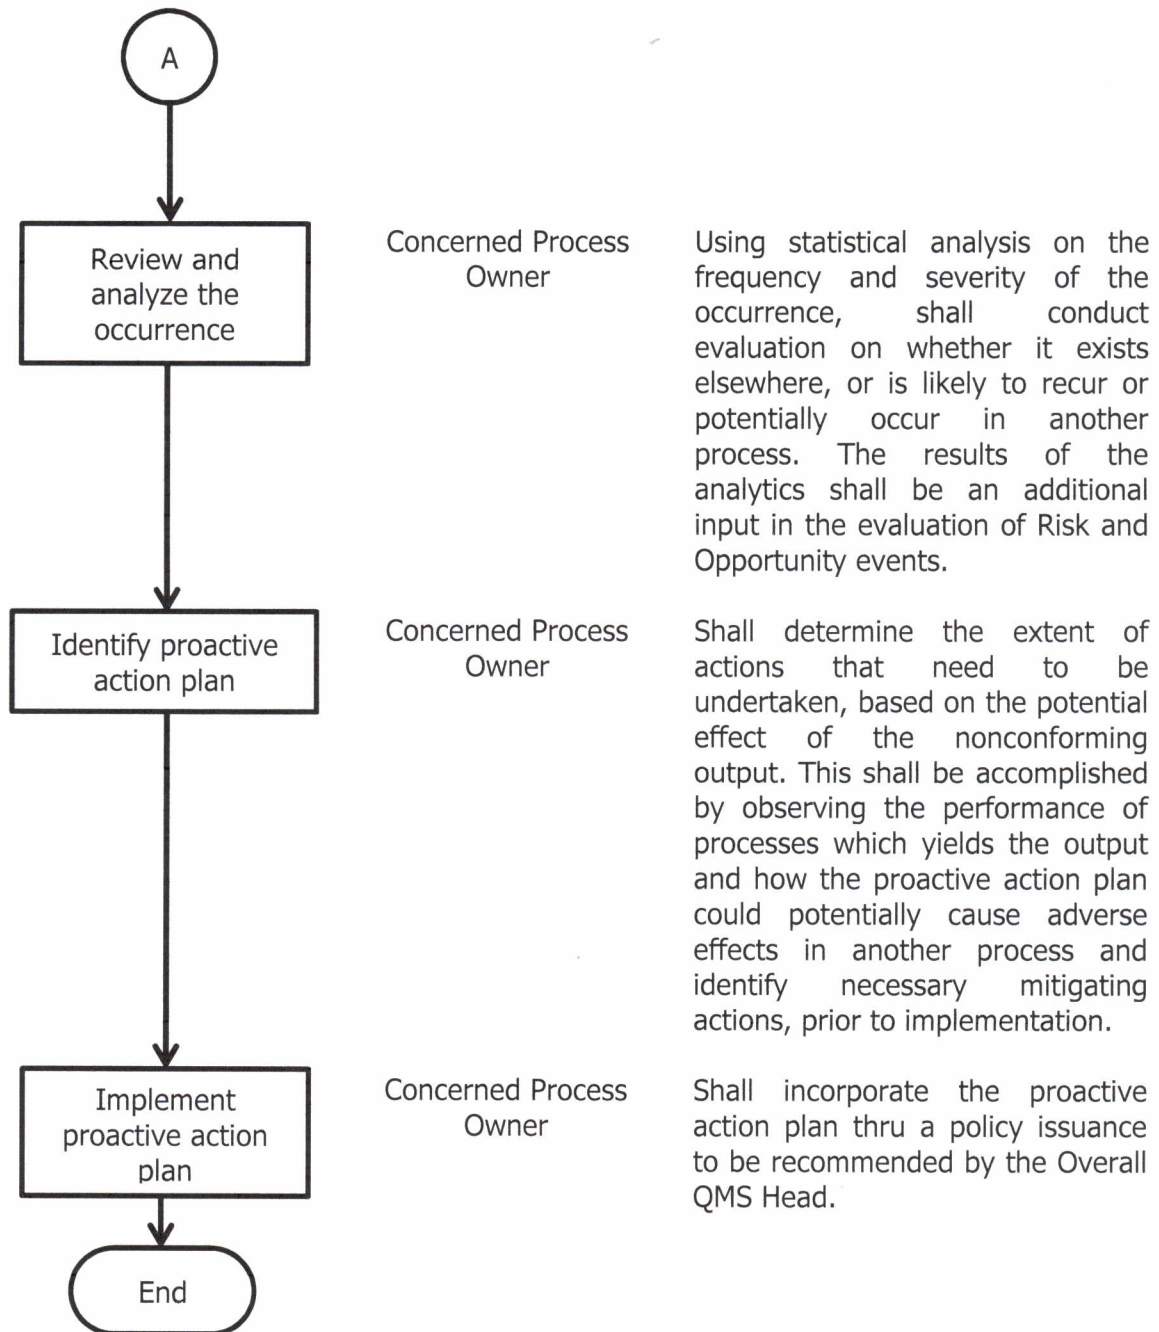 A
Review and
analyze the
occurrence
Concerned Process
Owner
Using statistical analysis on the
frequency and severity of the
occurrence, shall conduct
evaluation on whether it exists
elsewhere, or is likely to recur or
potentially occur in another
process. The results of the
analytics shall be an additional
input in the evaluation of Risk and
Opportunity events.
Identify proactive
action plan
Concerned Process
Owner
Shall determine the extent of
actions that need to be
undertaken, based on the potential
effect of the nonconforming
output. This shall be accomplished
by observing the performance of
processes which yields the output
and how the proactive action plan
could potentially cause adverse
effects in another process and
identify necessary mitigating
actions, prior to implementation.
Implement
proactive action
plan
Concerned Process
Owner
Shall incorporate the proactive
action plan thru a policy issuance
to be recommended by the Overall
QMS Head.
End